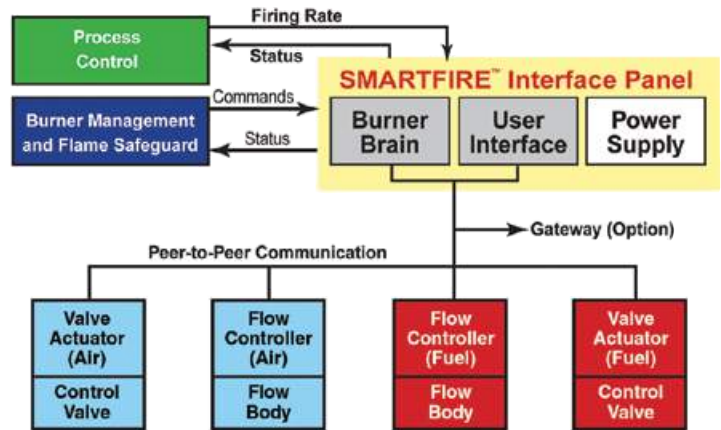 Firing Rate
Process
Control
Status
SMARTFIRE™ Interface Panel
Commands
Burner Management
and Flame Safeguard
Status
Burner
Brain
User
Interface
Power
Supply
Gateway (Option)
Peer-to-Peer Communication
Valve
Actuator
(Air)
Control
Valve
Flow
Controller
(Air)
Flow
Body
Flow
Controller
(Fuel)
Flow
Body
Valve
Actuator
(Fuel)
Control
Valve